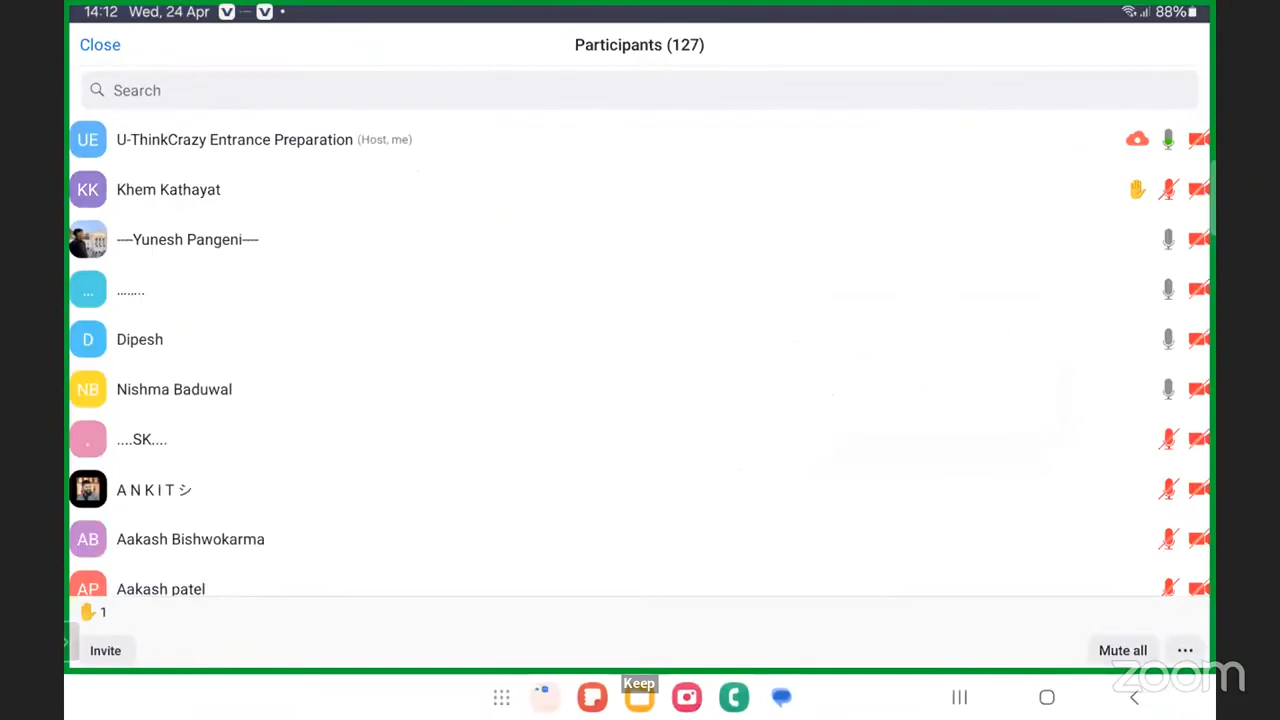 14:12 Wed, 24 Apr 88%
Close Participants (127)
Search
UE U-ThinkCrazy Entrance Preparation (Host, me)
KK Khem Kathayat
----Yunesh Pangeni----
... ........
D Dipesh
NB Nishma Baduwal
. ....SK....
A N K I T シ
AB Aakash Bishwokarma
AP Aakash patel
1
Invite Mute all ...
zoom
Keep